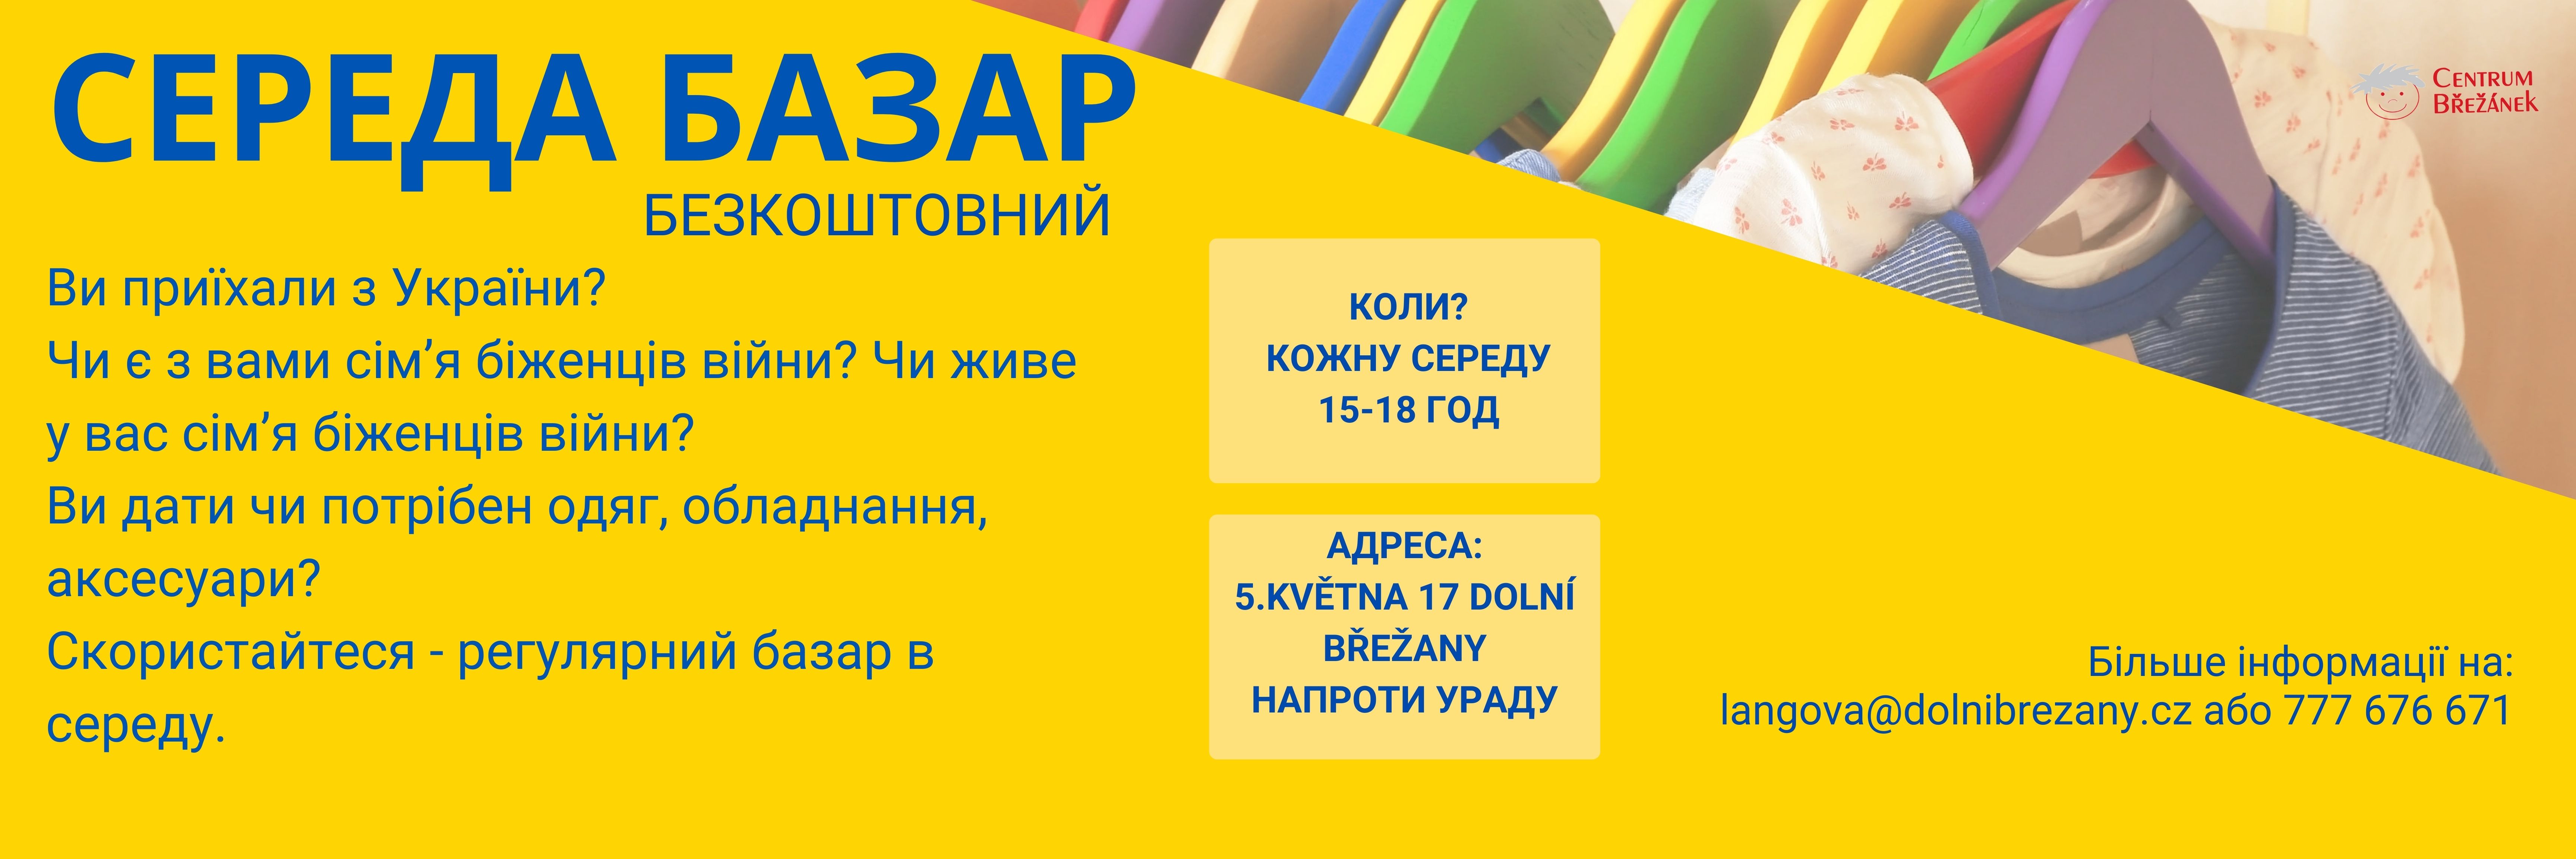 СЕРЕДА БАЗАР
БЕЗКОШТОВНИЙ
Ви приїхали з України?
Чи є з вами сім’я біженців війни? Чи живе
у вас сім’я біженців війни?
Ви дати чи потрібен одяг, обладнання,
аксесуари?
Скористайтеся - регулярний базар в
середу.
КОЛИ?
КОЖНУ СЕРЕДУ
15-18 ГОД
АДРЕСА:
5.KVĚTNA 17 DOLNÍ
BŘEŽANY
НАПРОТИ УРАДУ
CENTRUM
BŘEŽÁNEK
Більше інформації на:
langova@dolnibrezany.cz або 777 676 671